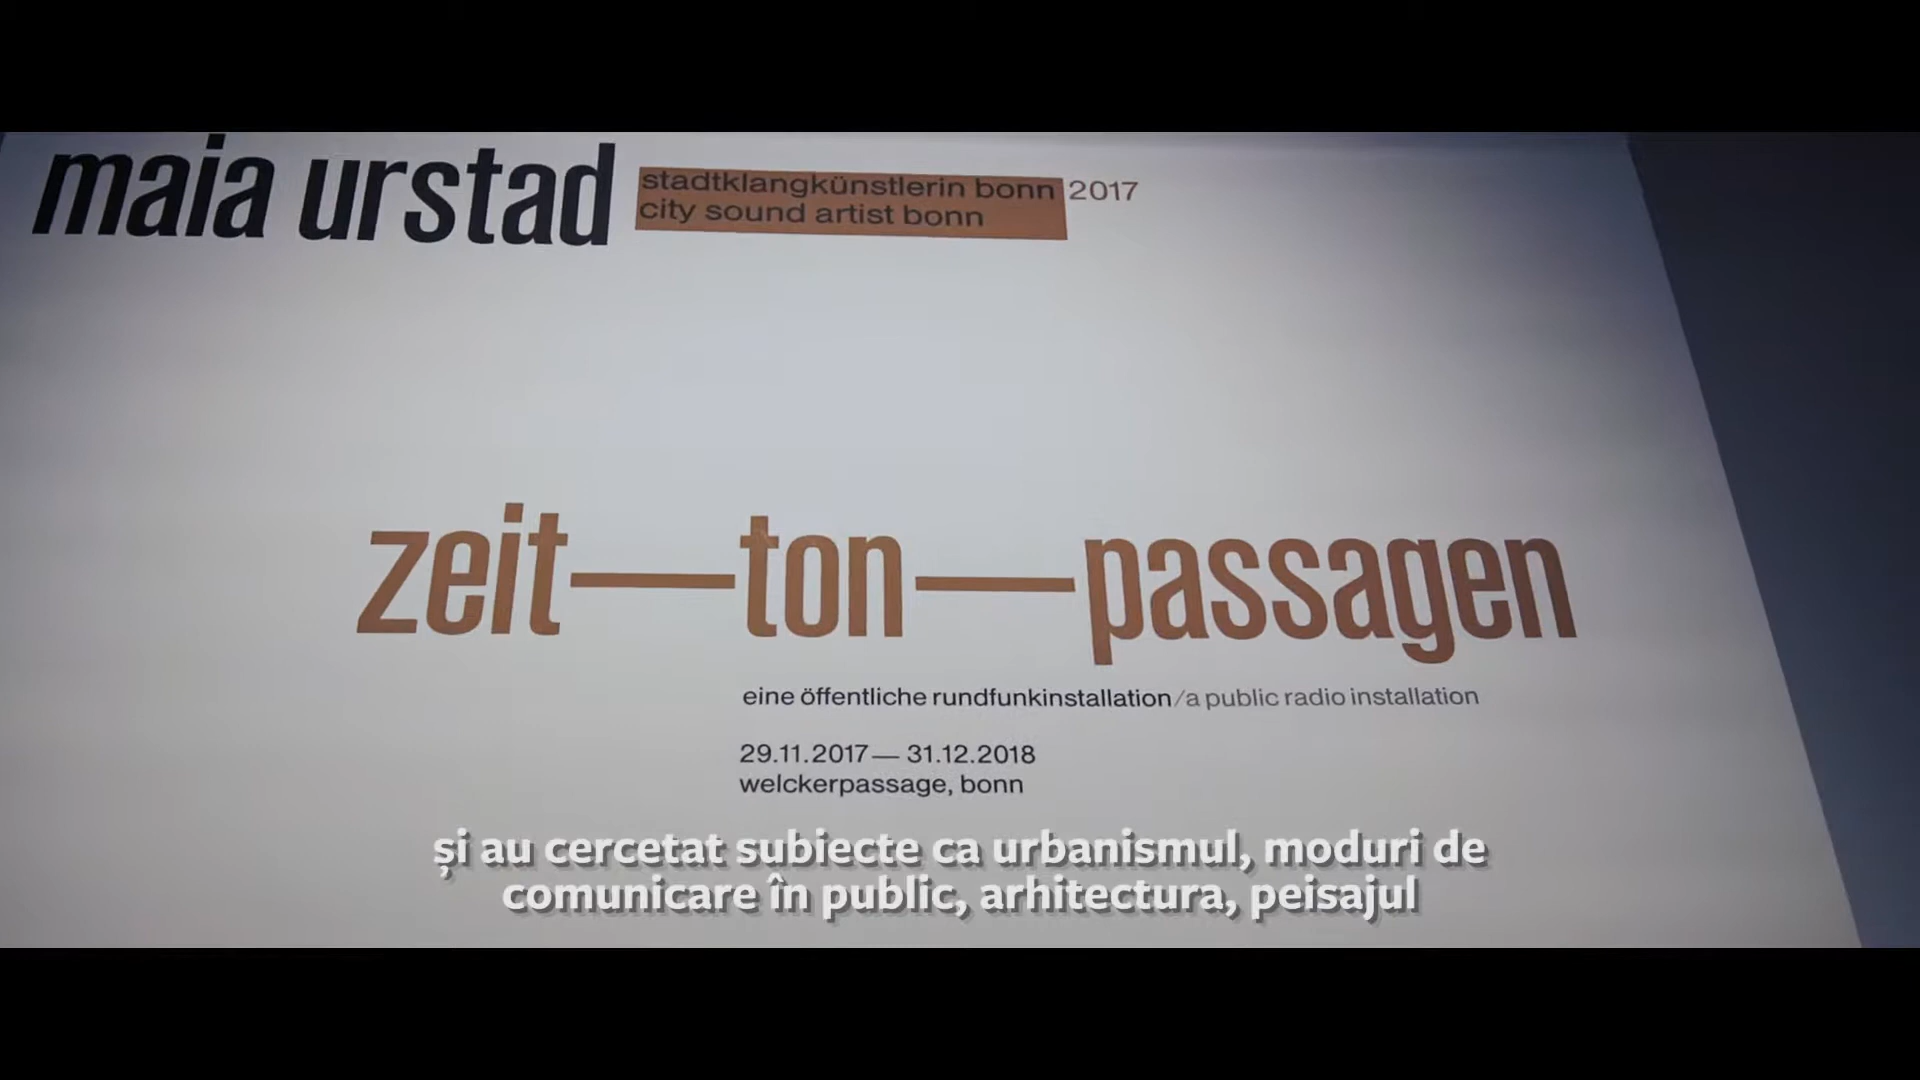 maia urstad
stadtklangkünstlerin bonn 2017
city sound artist bonn
zeit—ton—passagen
eine öffentliche rundfunkinstallation/a public radio installation
29.11.2017— 31.12.2018
welckerpassage, bonn
și au cercetat subiecte ca urbanismul, moduri de
comunicare în public, arhitectura, peisajul